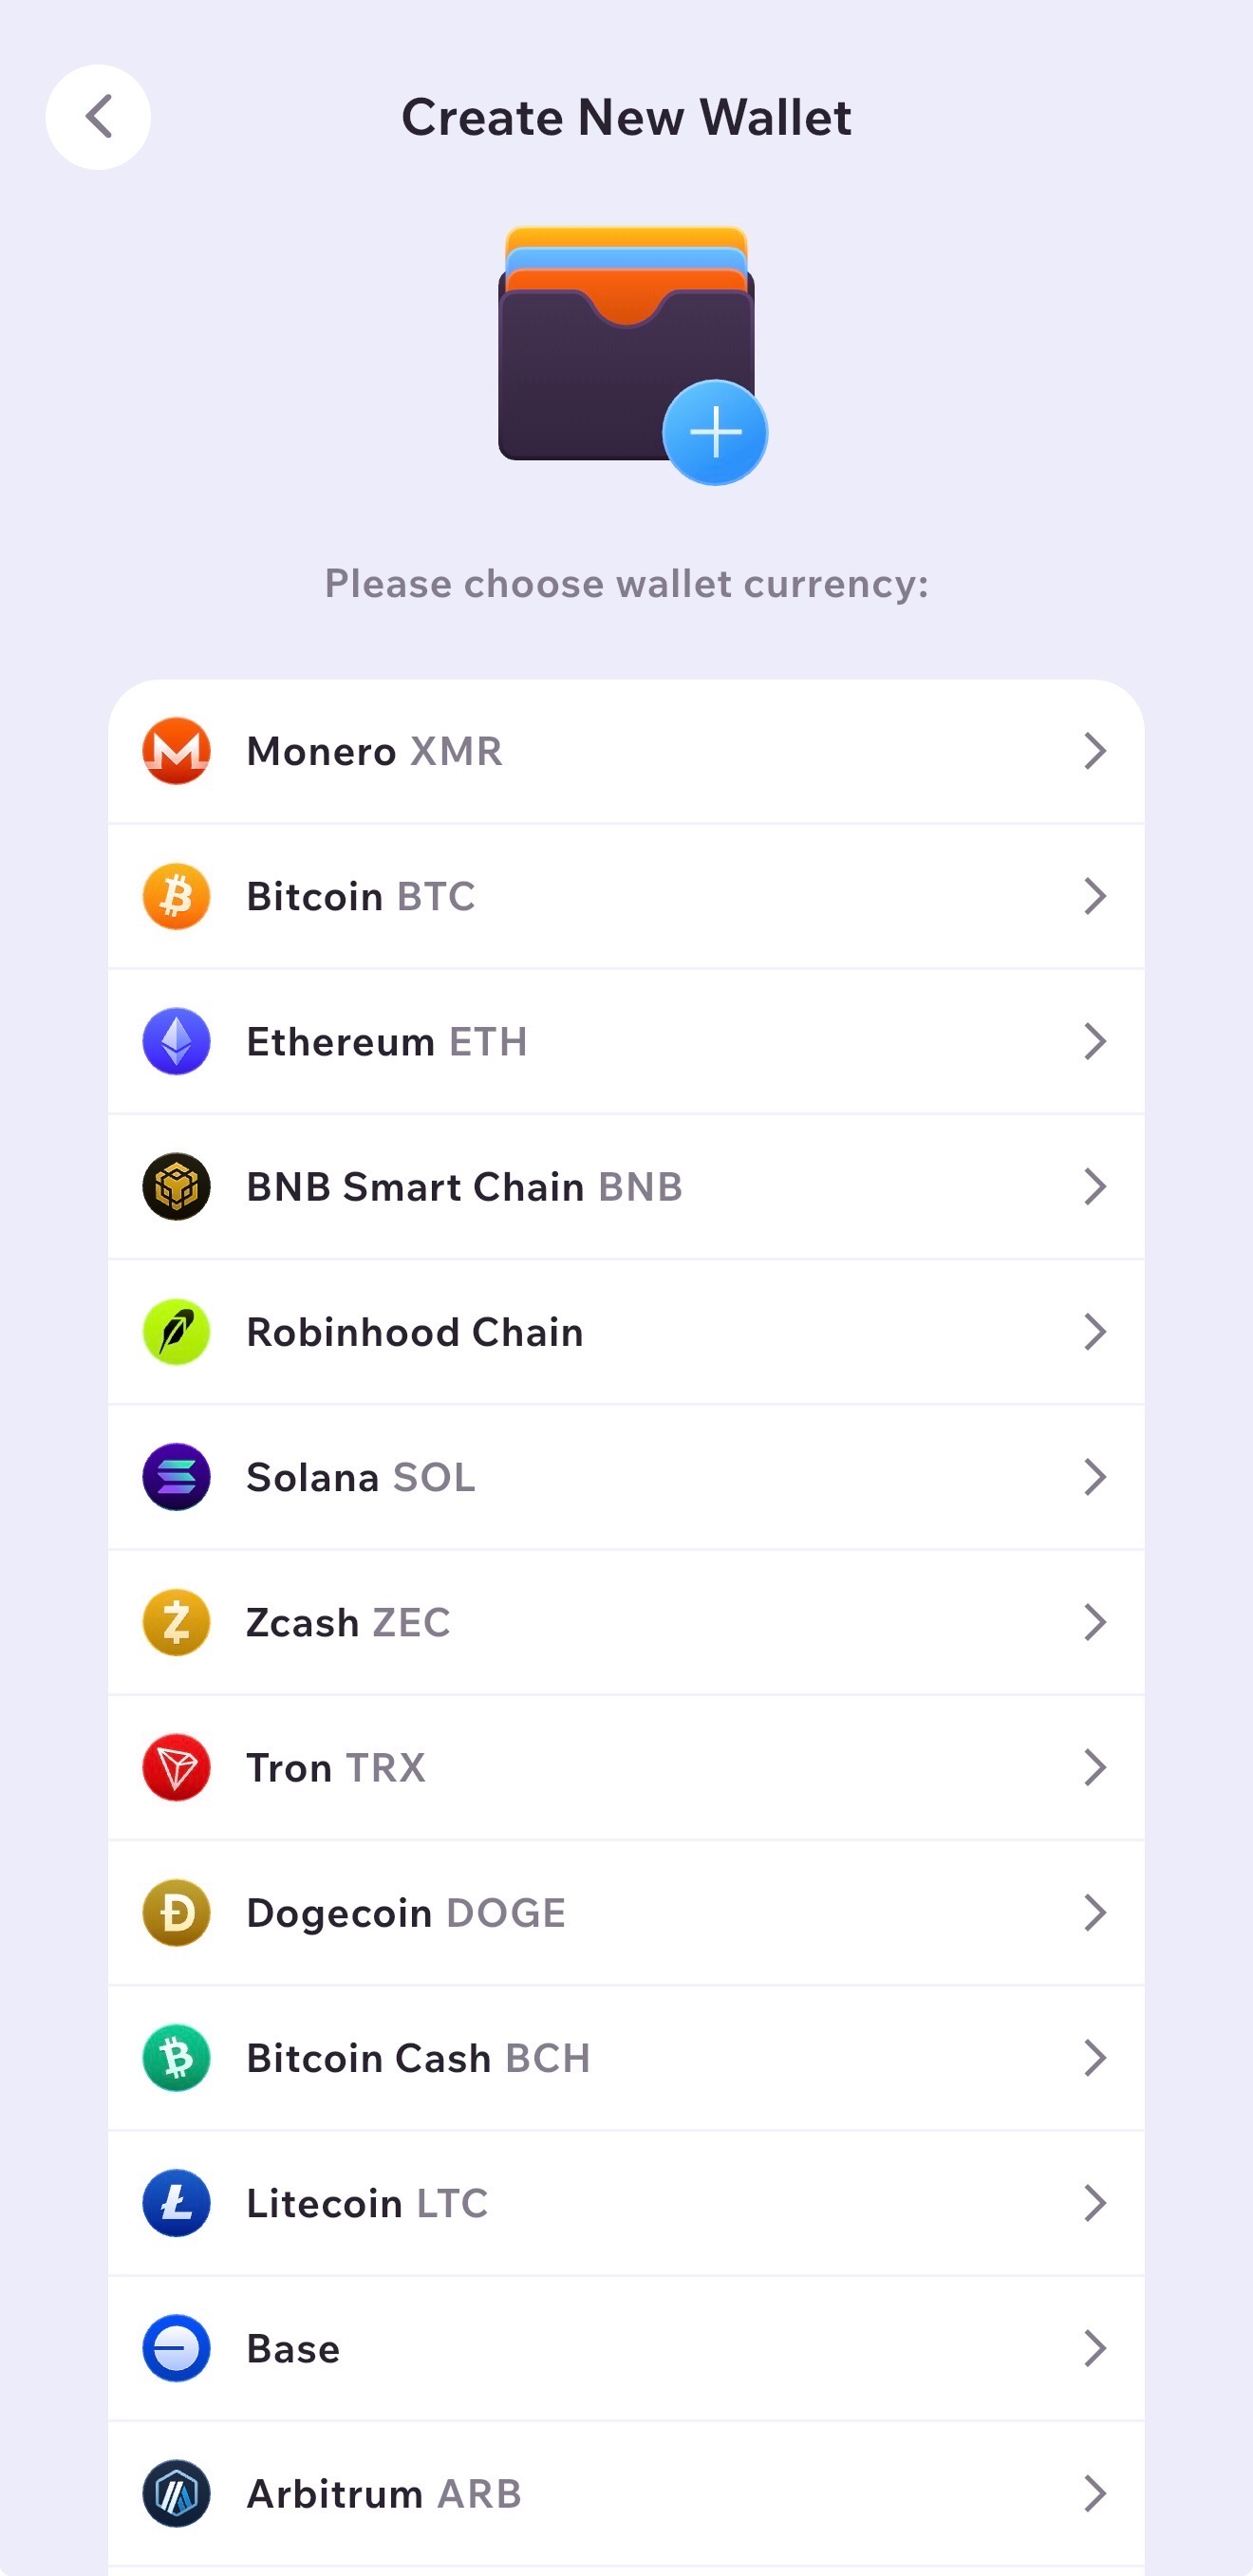 Create New Wallet
Please choose wallet currency:
Monero XMR
Bitcoin BTC
Ethereum ETH
BNB Smart Chain BNB
Robinhood Chain
Solana SOL
Zcash ZEC
Tron TRX
Dogecoin DOGE
Bitcoin Cash BCH
Litecoin LTC
Base
Arbitrum ARB